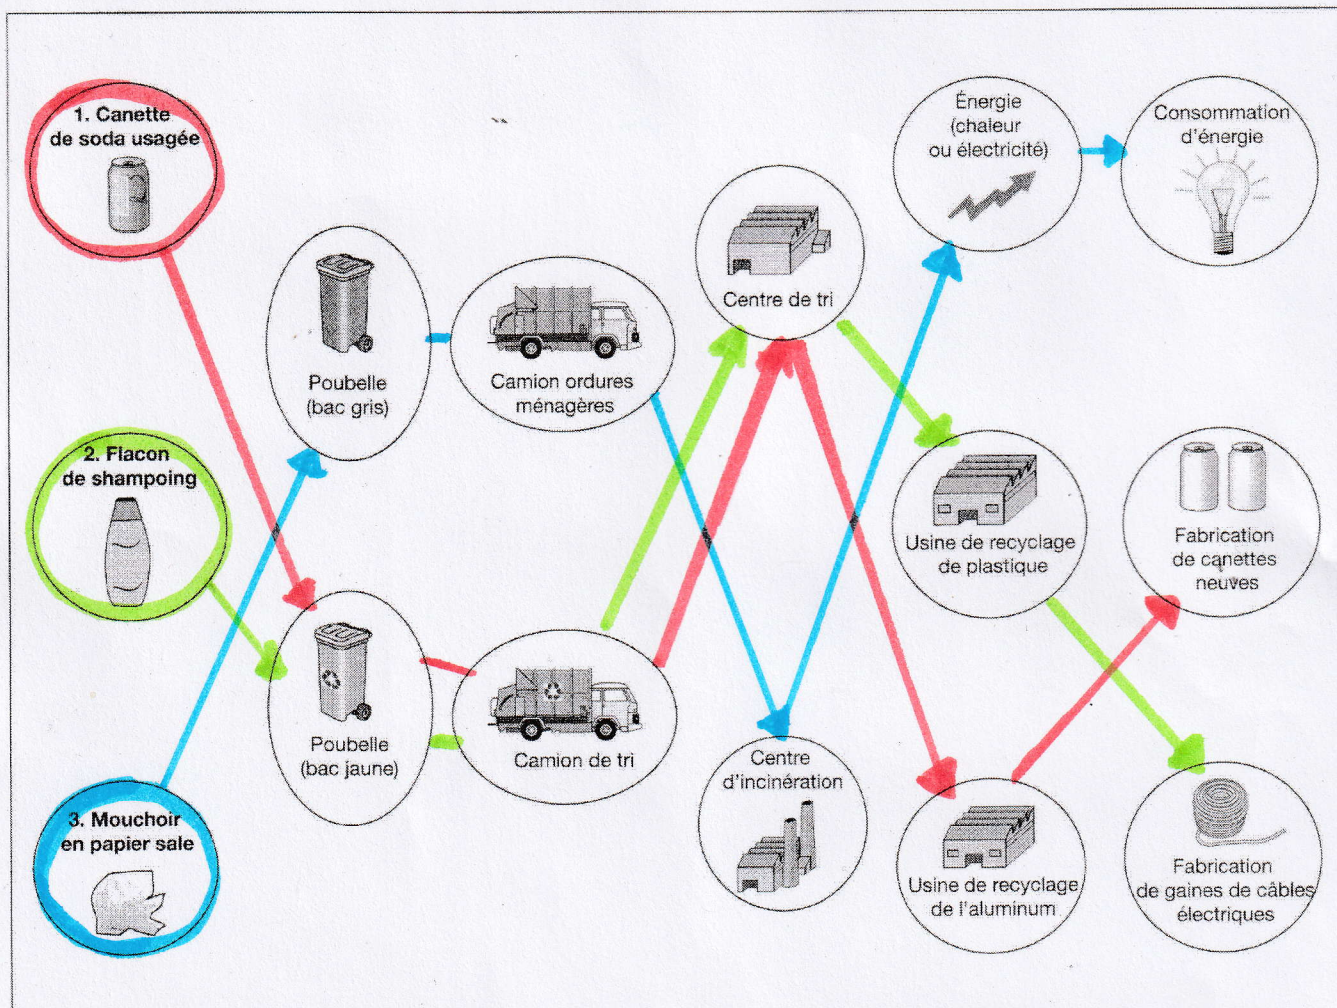 1. Canette
de soda usagée
2. Flacon
de shampoing
3. Mouchoir
en papier sale
Poubelle
(bac gris)
Poubelle
(bac jaune)
Camion ordures
ménagères
Camion de tri
Centre de tri
Centre
d'incinération
Énergie
(chaleur
ou électricité)
Usine de recyclage
de plastique
Usine de recyclage
de l'aluminum
Consommation
d'énergie
Fabrication
de canettes
neuves
Fabrication
de gaines de câbles
électriques